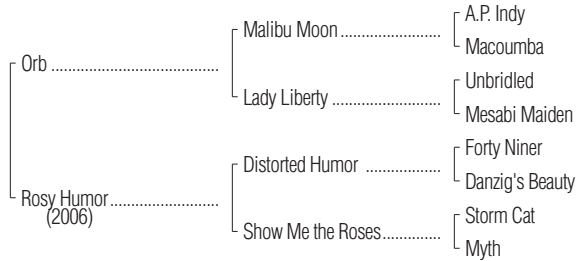 A.P. Indy
Malibu Moon ....................
Macoumba
Orb ..................................
Unbridled
Lady Liberty ......................
Mesabi Maiden
Forty Niner
Distorted Humor ...............
Danzig's Beauty
Rosy Humor......................
(2006)
Storm Cat
Show Me the Roses............
Myth